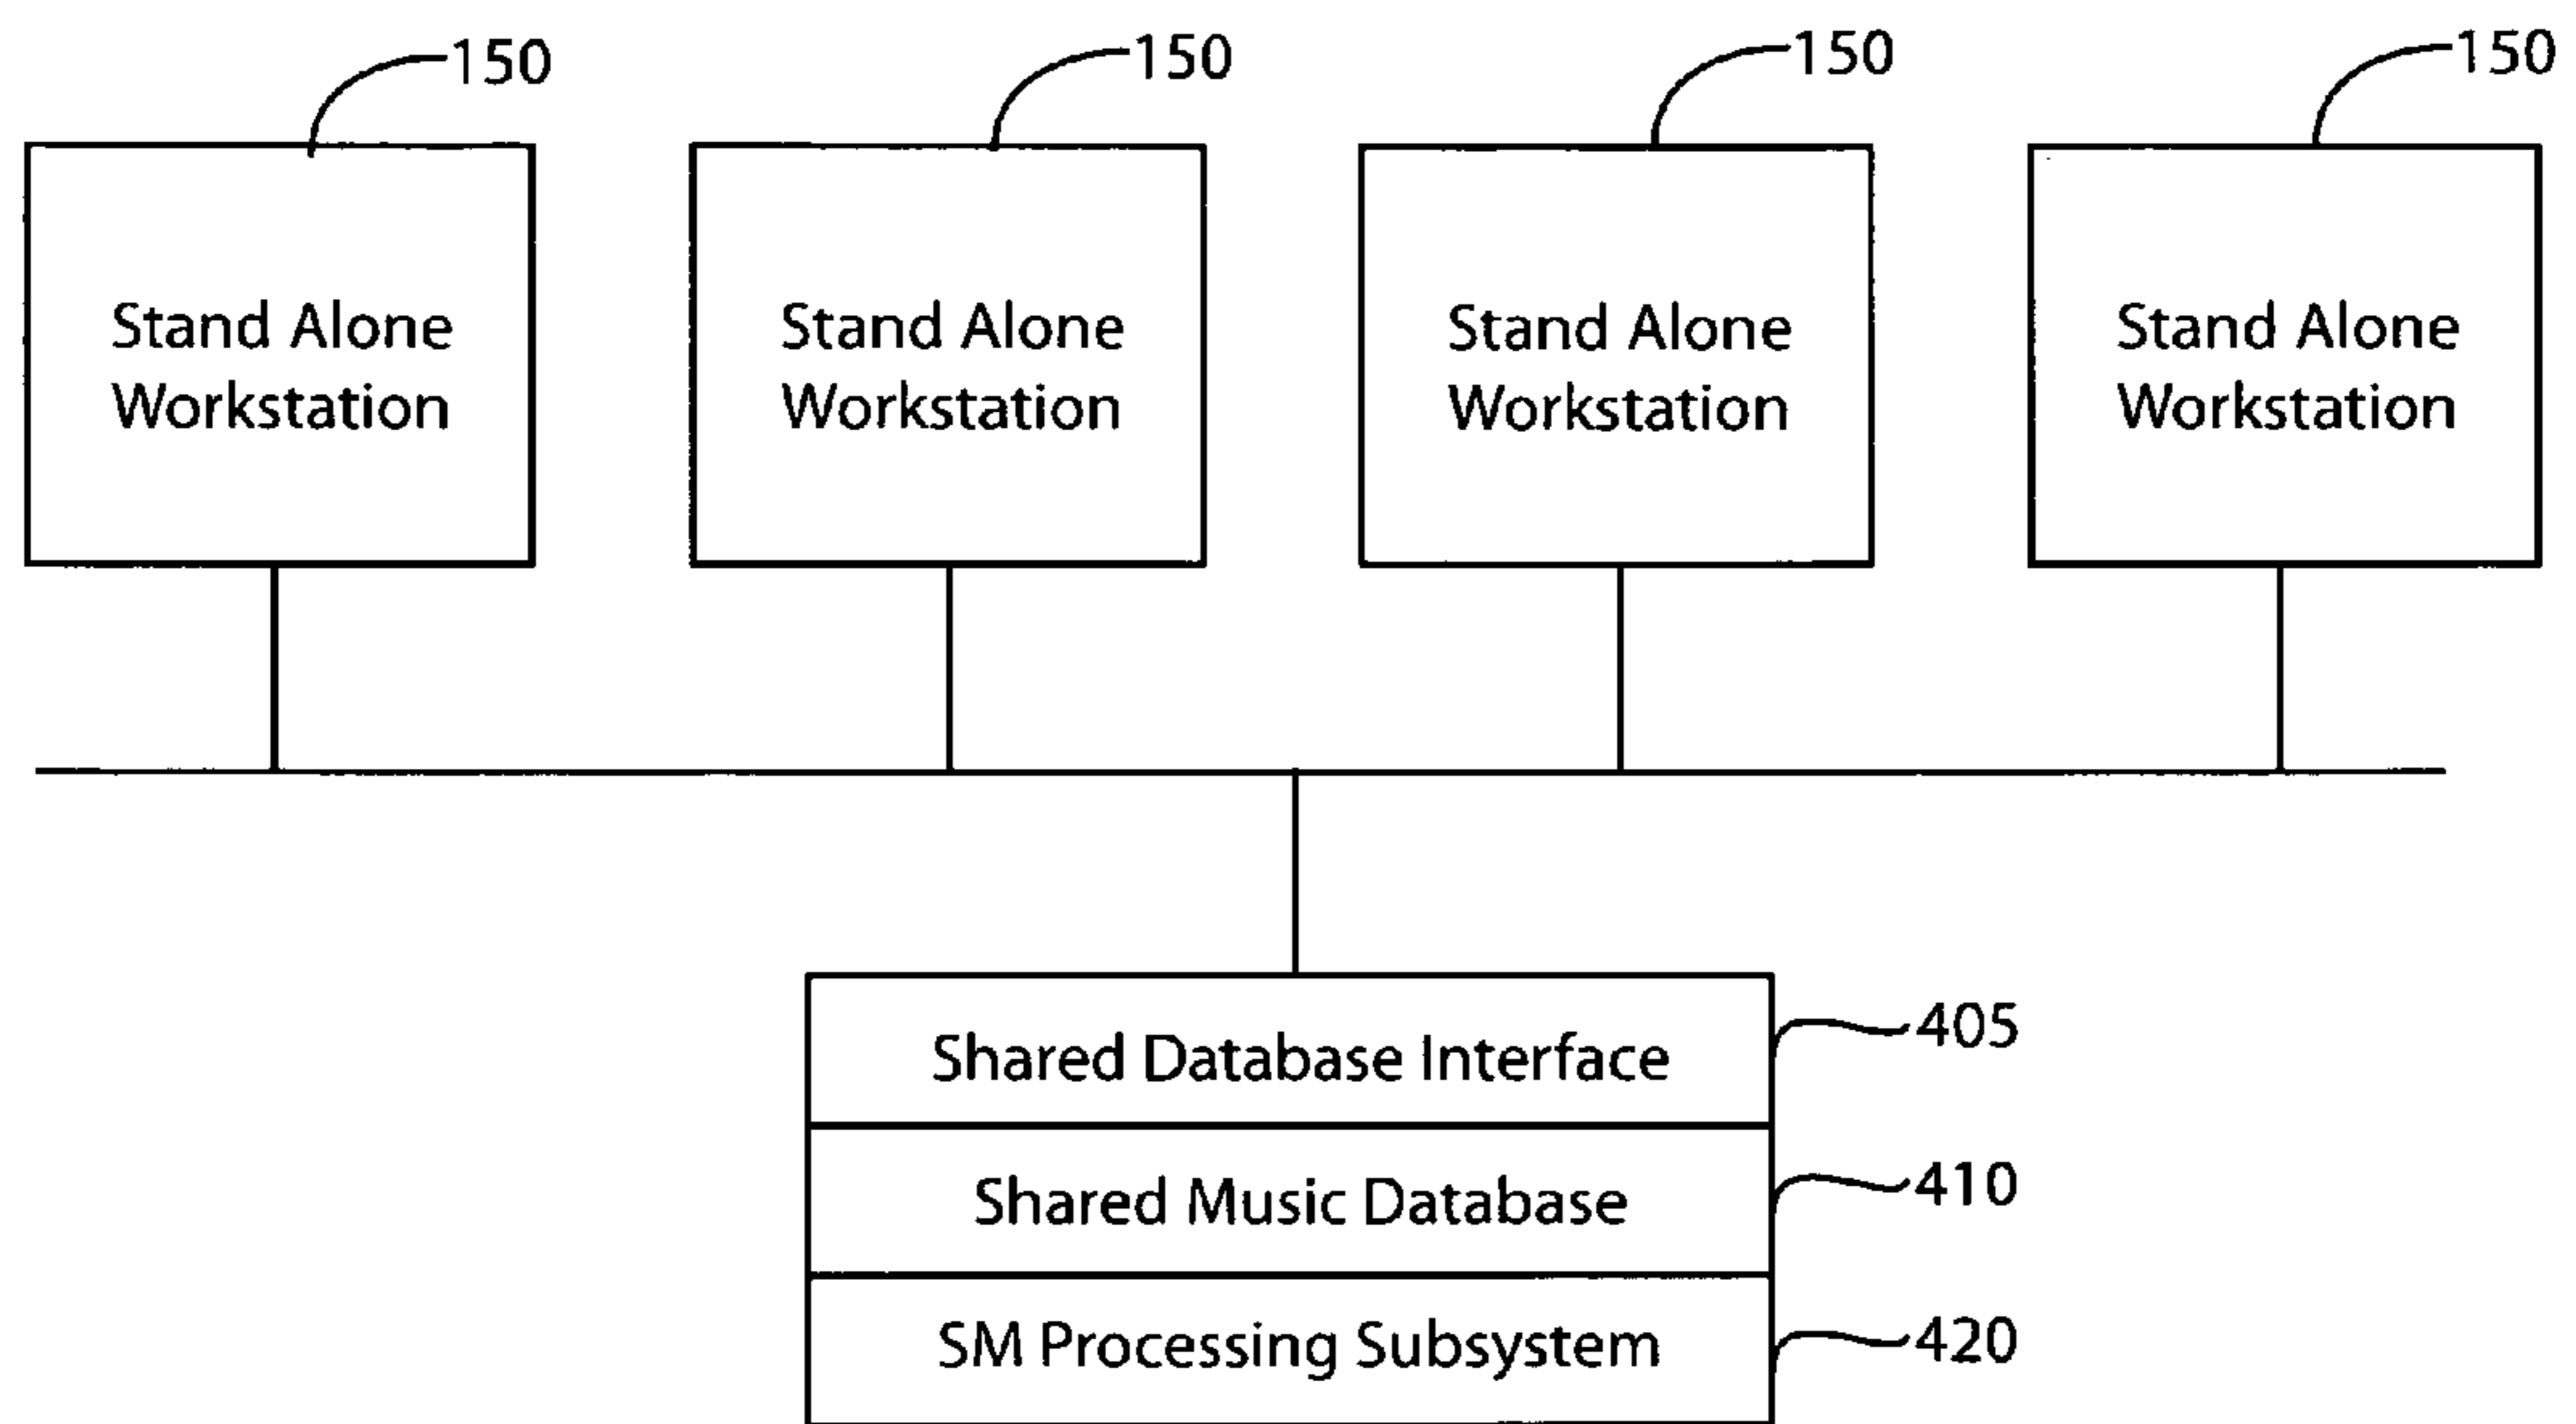 150
150
150
150
Stand Alone
Workstation
Stand Alone
Workstation
Stand Alone
Workstation
Stand Alone
Workstation
Shared Database Interface
405
Shared Music Database
410
SM Processing Subsystem
420